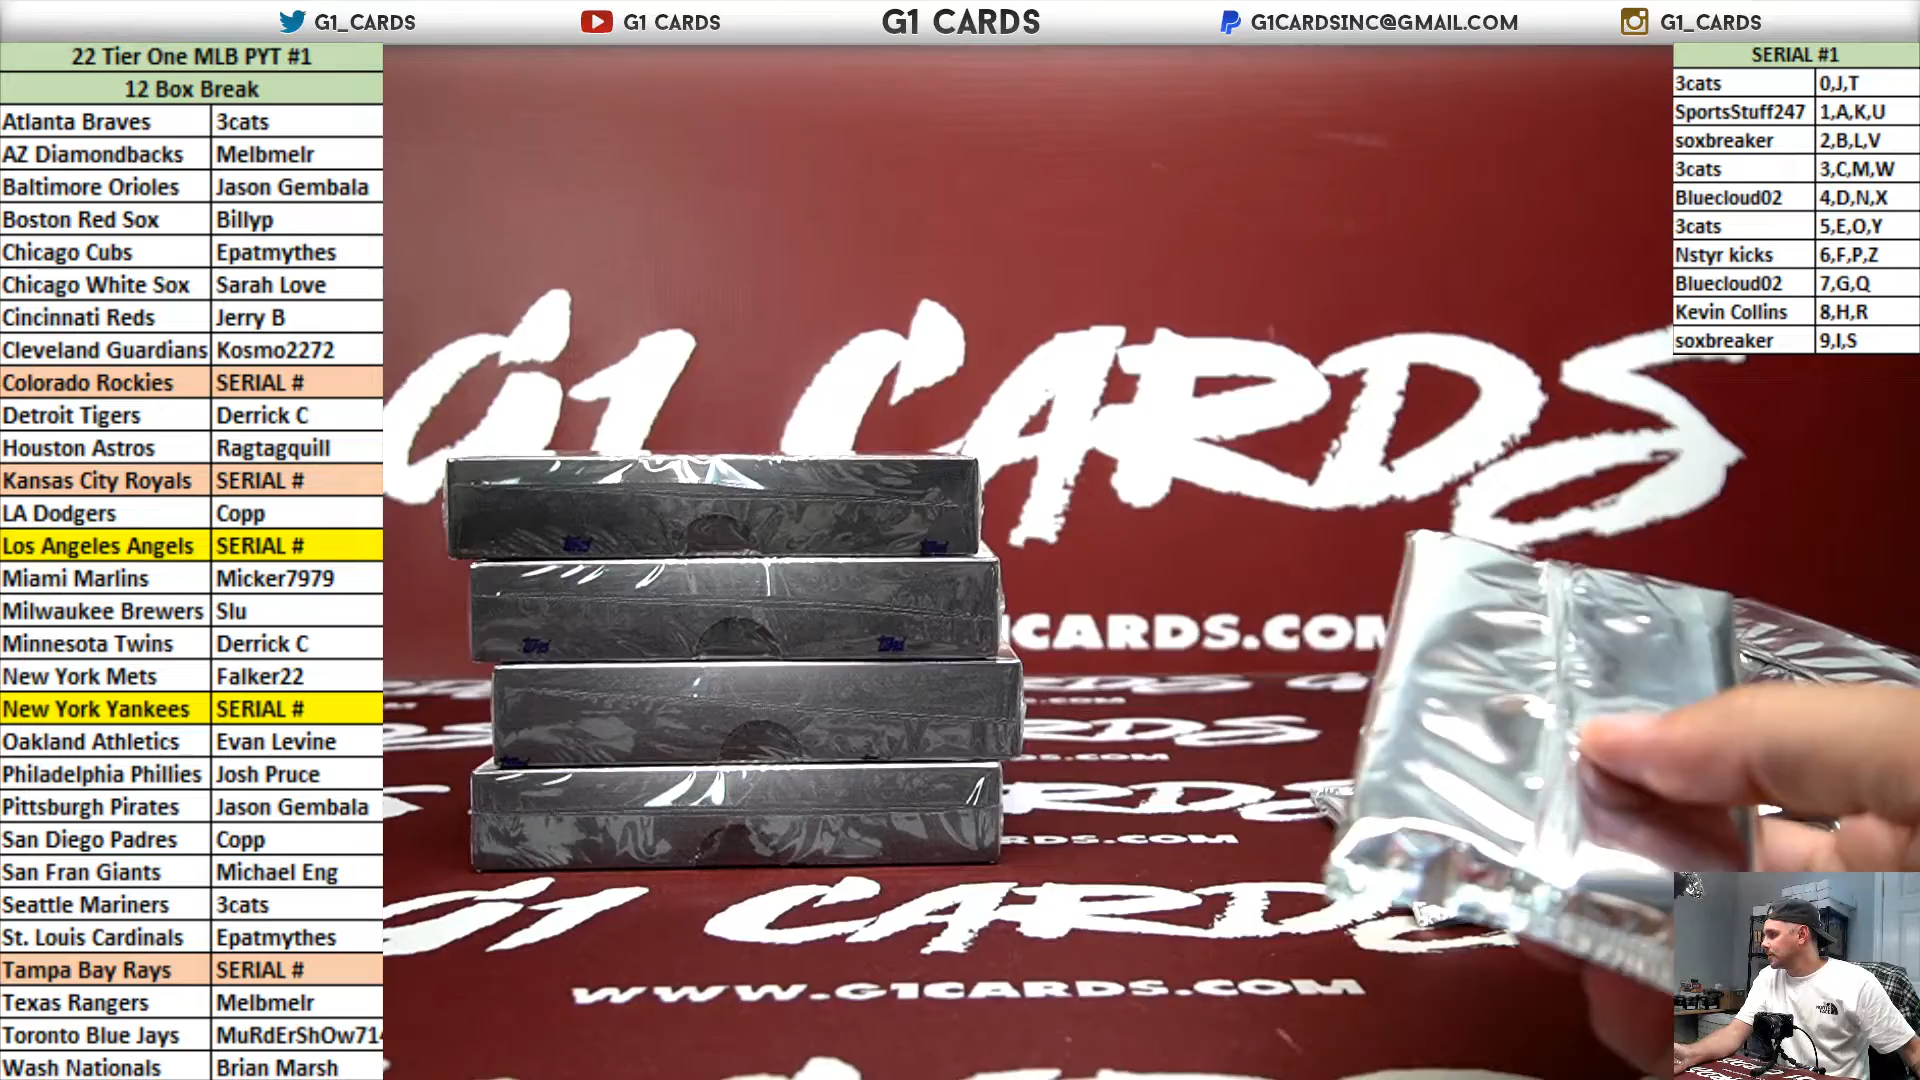 G1_CARDS G1 CARDS G1 CARDS G1CARDSINC@GMAIL.COM G1_CARDS
22 Tier One MLB PYT #1
12 Box Break
Atlanta Braves 3cats
AZ Diamondbacks Melbmelr
Baltimore Orioles Jason Gembala
Boston Red Sox Billyp
Chicago Cubs Epatmythes
Chicago White Sox Sarah Love
Cincinnati Reds Jerry B
Cleveland Guardians Kosmo2272
Colorado Rockies SERIAL #
Detroit Tigers Derrick C
Houston Astros Ragtagquill
Kansas City Royals SERIAL #
LA Dodgers Copp
Los Angeles Angels SERIAL #
Miami Marlins Micker7979
Milwaukee Brewers Slu
Minnesota Twins Derrick C
New York Mets Falker22
New York Yankees SERIAL #
Oakland Athletics Evan Levine
Philadelphia Phillies Josh Pruce
Pittsburgh Pirates Jason Gembala
San Diego Padres Copp
San Fran Giants Michael Eng
Seattle Mariners 3cats
St. Louis Cardinals Epatmythes
Tampa Bay Rays SERIAL #
Texas Rangers Melbmelr
Toronto Blue Jays MuRdErShOw714
Wash Nationals Brian Marsh
SERIAL #1
3cats 0,J,T
SportsStuff247 1,A,K,U
soxbreaker 2,B,L,V
3cats 3,C,M,W
Bluecloud02 4,D,N,X
3cats 5,E,O,Y
Nstyr kicks 6,F,P,Z
Bluecloud02 7,G,Q
Kevin Collins 8,H,R
soxbreaker 9,I,S
G1 CARDS
G1CARDS.COM
G1 CARDS
WWW.G1CARDS.COM